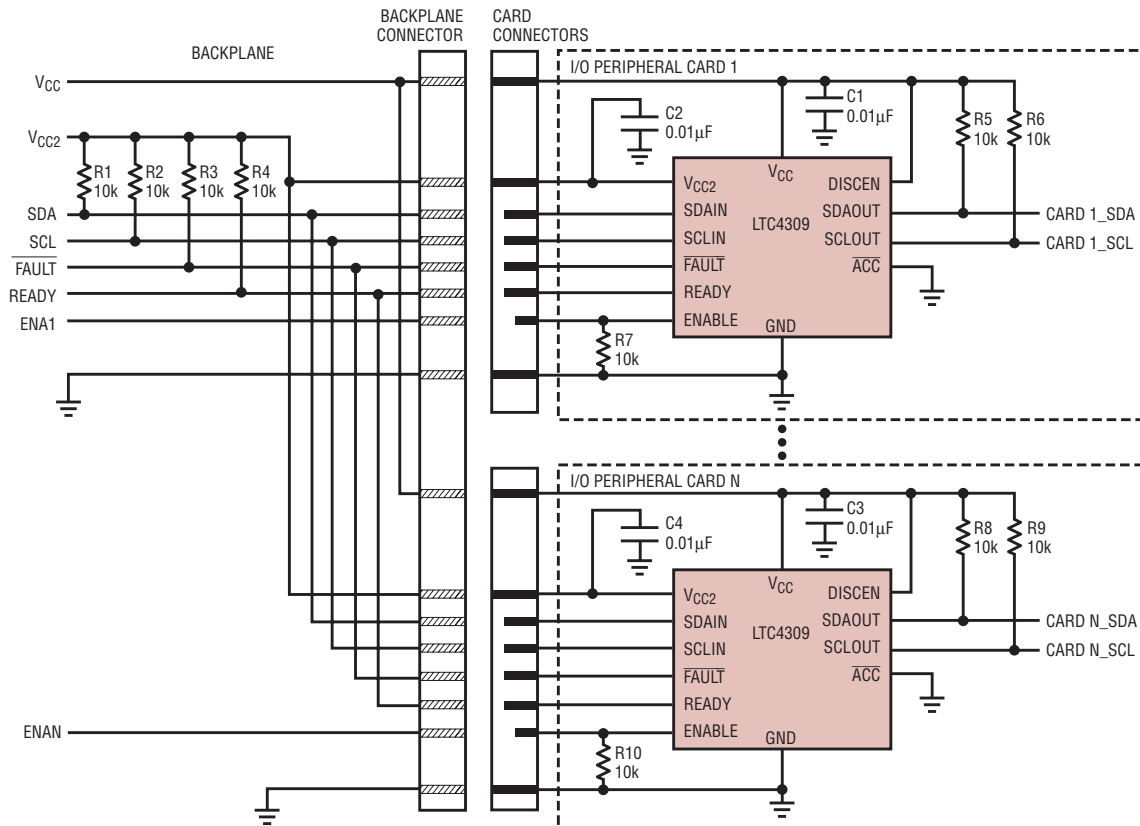 BACKPLANE
BACKPLANE
CONNECTOR
CARD
CONNECTORS
VCC
VCC2
R1
10k
R2
10k
R3
10k
R4
10k
SDA
SCL
FAULT
READY
ENA1
I/O PERIPHERAL CARD 1
C2
0.01μF
C1
0.01μF
R5
10k
R6
10k
VCC2
SDAIN
SCLIN
FAULT
READY
ENABLE
VCC
LTC4309
GND
DISCEN
SDAOUT
SCLOUT
ACC
CARD 1_SDA
CARD 1_SCL
R7
10k
I/O PERIPHERAL CARD N
C4
0.01μF
C3
0.01μF
R8
10k
R9
10k
VCC2
SDAIN
SCLIN
FAULT
READY
ENABLE
VCC
LTC4309
GND
DISCEN
SDAOUT
SCLOUT
ACC
CARD N_SDA
CARD N_SCL
ENAN
R10
10k